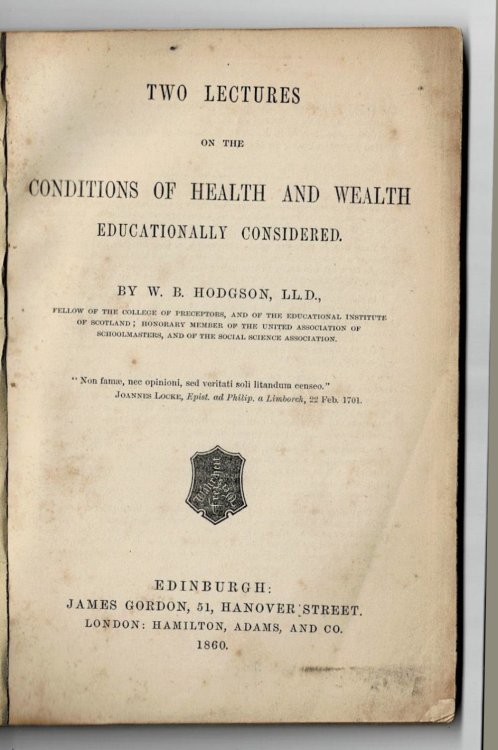 TWO LECTURES
ON THE
CONDITIONS OF HEALTH AND WEALTH
EDUCATIONALLY CONSIDERED.
BY W. B. HODGSON, LL.D.,
FELLOW OF THE COLLEGE OF PRECEPTORS, AND OF THE EDUCATIONAL INSTITUTE
OF SCOTLAND; HONORARY MEMBER OF THE UNITED ASSOCIATION OF
SCHOOLMASTERS, AND OF THE SOCIAL SCIENCE ASSOCIATION.
"Non famæ, nec opinioni, sed veritati soli litandum censeo."
JOANNES LOCKE, Epist. ad Philip. a Limborch, 22 Feb. 1701.
EDINBURGH:
JAMES GORDON, 51, HANOVER STREET.
LONDON: HAMILTON, ADAMS, AND CO.
1860.